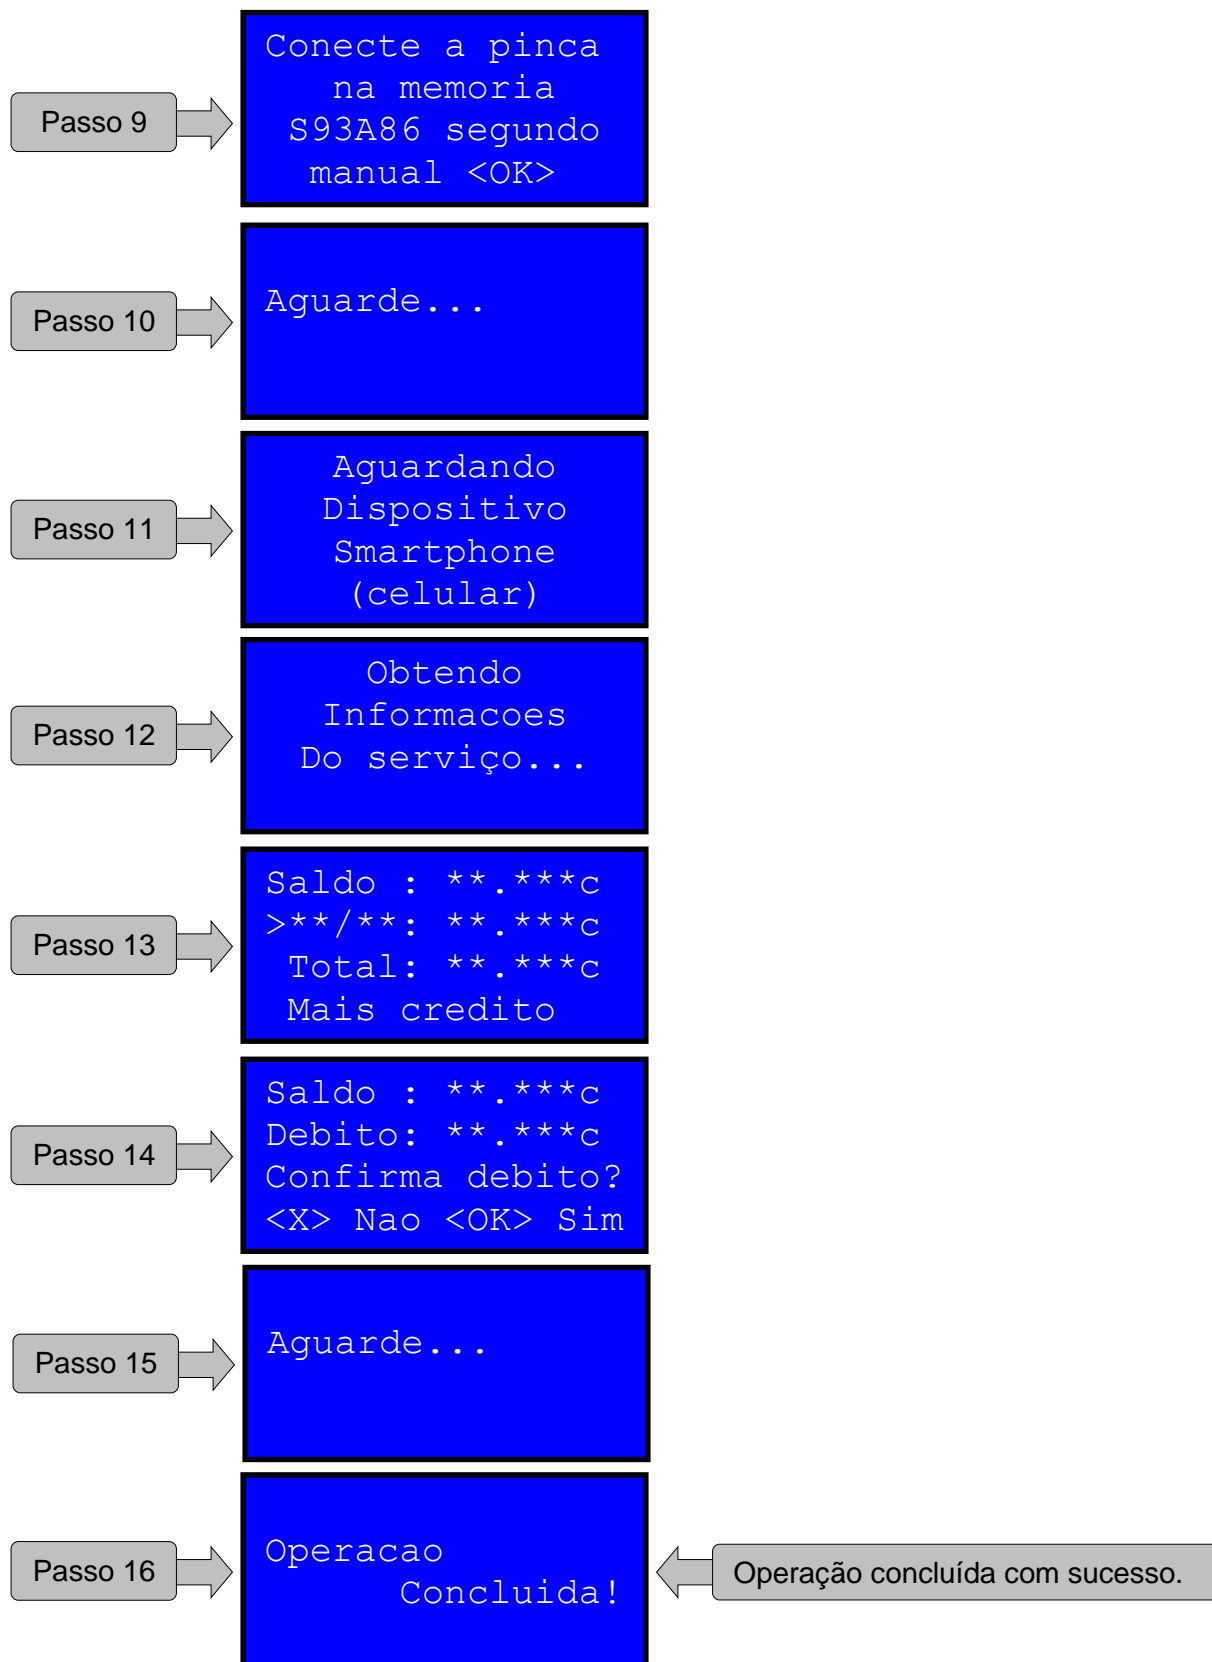 Passo 9
Conecte a pinca
na memoria
S93A86 segundo
manual <OK>
Passo 10
Aguarde...
Passo 11
Aguardando
Dispositivo
Smartphone
(celular)
Passo 12
Obtendo
Informacoes
Do serviço...
Passo 13
Saldo : **.***c
>**/**: **.***c
Total: **.***c
Mais credito
Passo 14
Saldo : **.***c
Debito: **.***c
Confirma debito?
<X> Nao <OK> Sim
Passo 15
Aguarde...
Passo 16
Operacao
Concluida!
Operação concluída com sucesso.